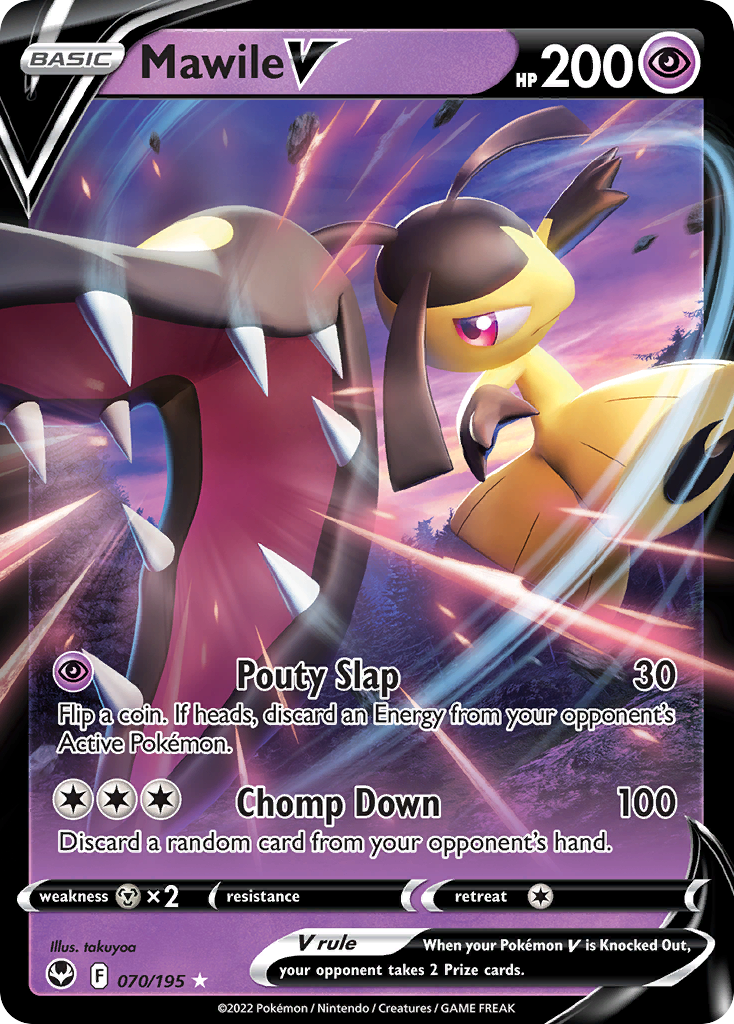 BASIC Mawile V HP 200
Pouty Slap 30
Flip a coin. If heads, discard an Energy from your opponent's
Active Pokémon.
Chomp Down 100
Discard a random card from your opponent's hand.
weakness ×2 resistance retreat
Illus. takuyoa
V rule When your Pokémon V is Knocked Out,
your opponent takes 2 Prize cards.
F 070/195
©2022 Pokémon / Nintendo / Creatures / GAME FREAK